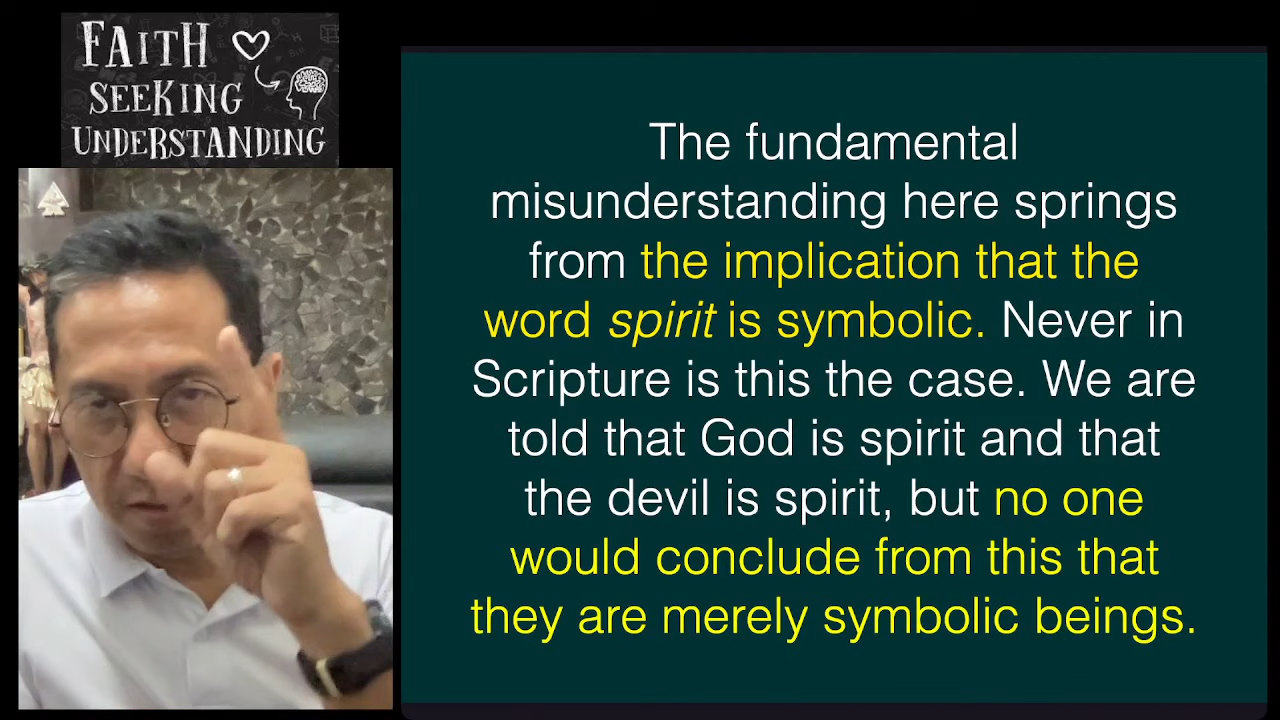 FAITH
SEEKING
UNDERSTANDING
The fundamental
misunderstanding here springs
from the implication that the
word spirit is symbolic. Never in
Scripture is this the case. We are
told that God is spirit and that
the devil is spirit, but no one
would conclude from this that
they are merely symbolic beings.